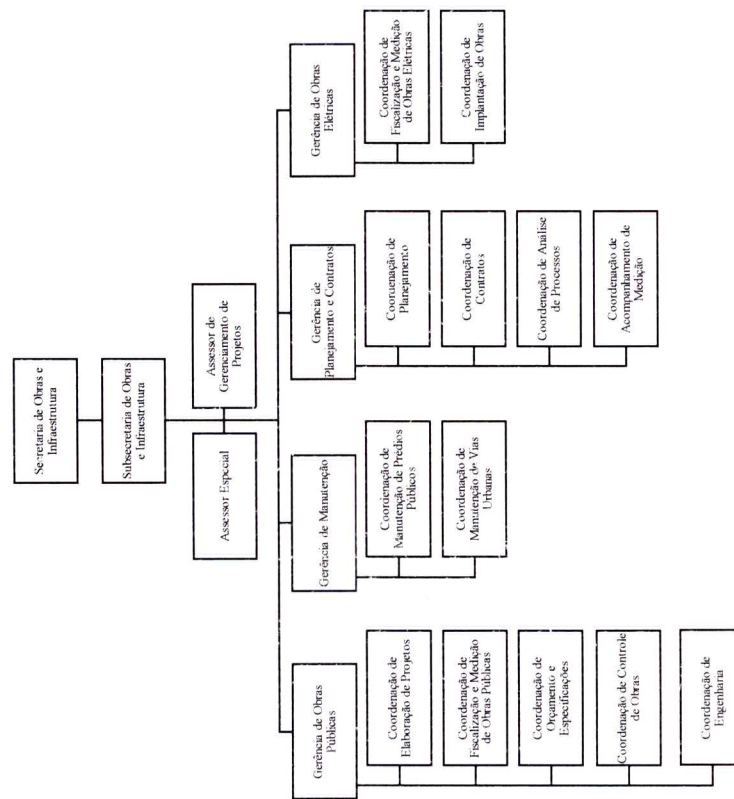 Secretaria de Obras e
Infraestrutura
Subsecretaria de Obras
e Infraestrutura
Assessor Especial
Assessor de
Gerenciamento de
Projetos
Gerência de Obras
Públicas
Coordenação de
Elaboração de Projetos
Coordenação de
Fiscalização e Medição
de Obras Públicas
Coordenação de
Orçamento e
Especificações
Coordenação de Controle
de Obras
Coordenação de
Engenharia
Gerência de Manutenção
Coordenação de
Manutenção de Prédios
Públicos
Coordenação de
Manutenção de Vias
Urbanas
Gerência de
Planejamento e Contratos
Coordenação de
Planejamento
Coordenação de
Contratos
Coordenação de Análise
de Processos
Coordenação de
Acompanhamento de
Medição
Gerência de Obras
Elétricas
Coordenação de
Fiscalização e Medição
de Obras Elétricas
Coordenação de
Implantação de Obras